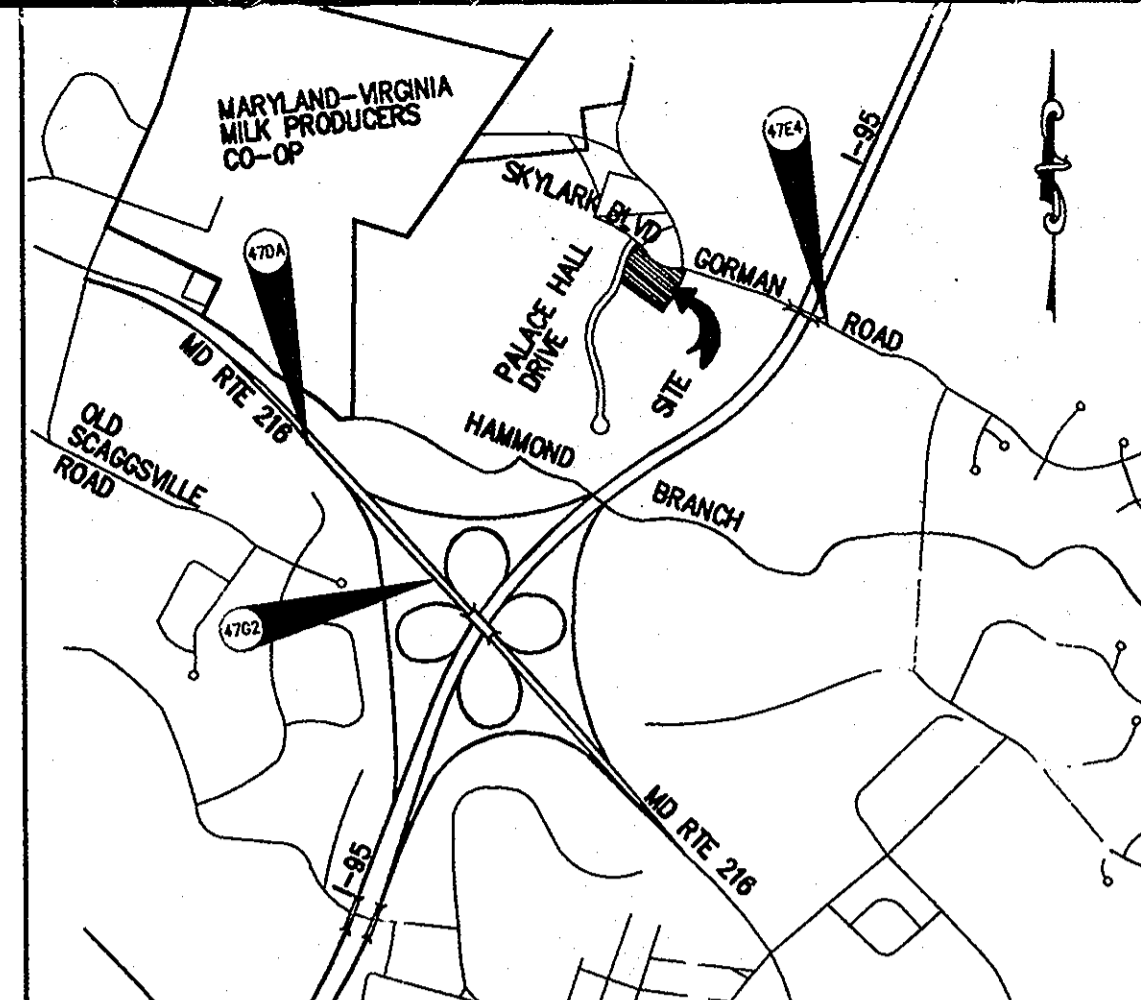 MARYLAND-VIRGINIA
MILK PRODUCERS
CO-OP
47E4
I-95
SKYLARK BLVD
47DA
GORMAN
ROAD
PALACE HALL
DRIVE
SITE
MD RTE 216
HAMMOND
BRANCH
OLD
SCAGGSVILLE
ROAD
47G2
MD RTE 216
I-95